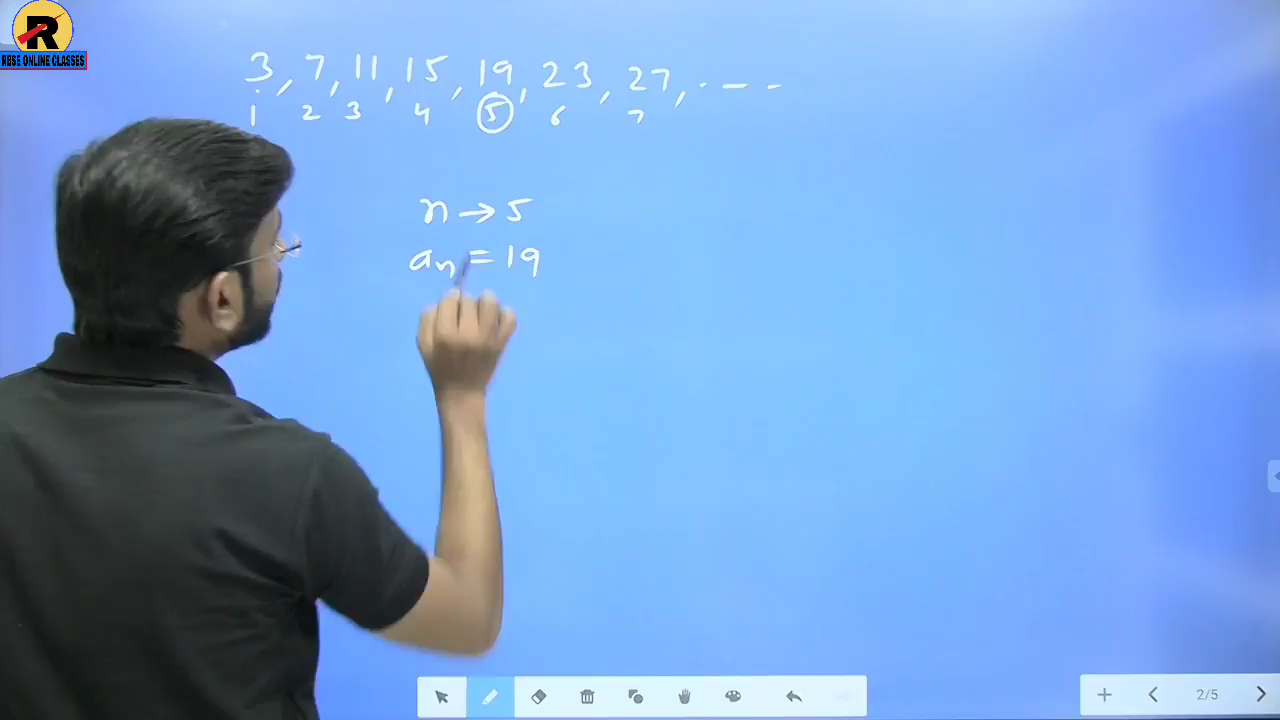 R
RBSE ONLINE CLASSES
3, 7, 11, 15, 19, 23, 27, . - -
1 2 3 4 5 6 7
n → 5
an = 19
2/5